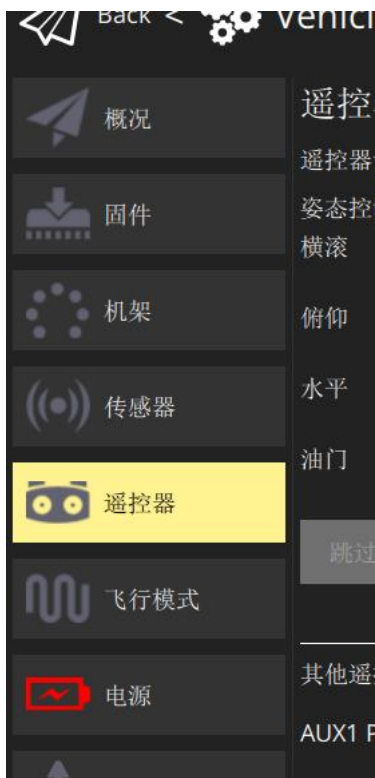 Back <
概况
固件
机架
传感器
遥控器
飞行模式
电源
遥控
遥控器
姿态控
横滚
俯仰
水平
油门
跳过
其他遥
AUX1